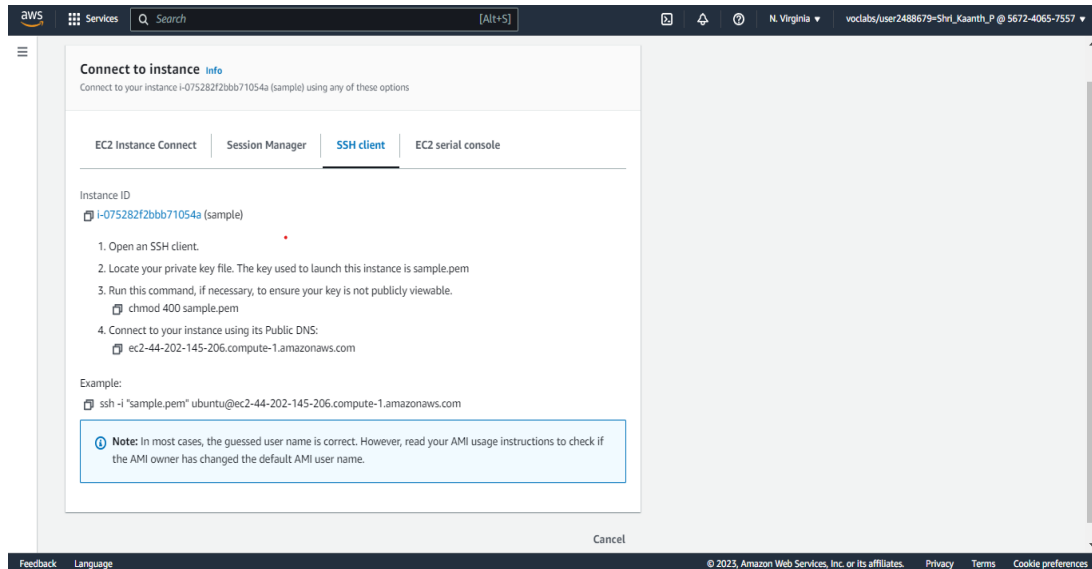 aws Services Search [Alt+S] N. Virginia voclabs/user2488679=Shri_Kaanth_P @ 5672-4065-7557
Connect to instance Info
Connect to your instance i-075282f2bbb71054a (sample) using any of these options
EC2 Instance Connect Session Manager SSH client EC2 serial console
Instance ID
i-075282f2bbb71054a (sample)
1. Open an SSH client.
2. Locate your private key file. The key used to launch this instance is sample.pem
3. Run this command, if necessary, to ensure your key is not publicly viewable.
chmod 400 sample.pem
4. Connect to your instance using its Public DNS:
ec2-44-202-145-206.compute-1.amazonaws.com
Example:
ssh -i "sample.pem" ubuntu@ec2-44-202-145-206.compute-1.amazonaws.com
Note: In most cases, the guessed user name is correct. However, read your AMI usage instructions to check if
the AMI owner has changed the default AMI user name.
Cancel
Feedback Language © 2023, Amazon Web Services, Inc. or its affiliates. Privacy Terms Cookie preferences